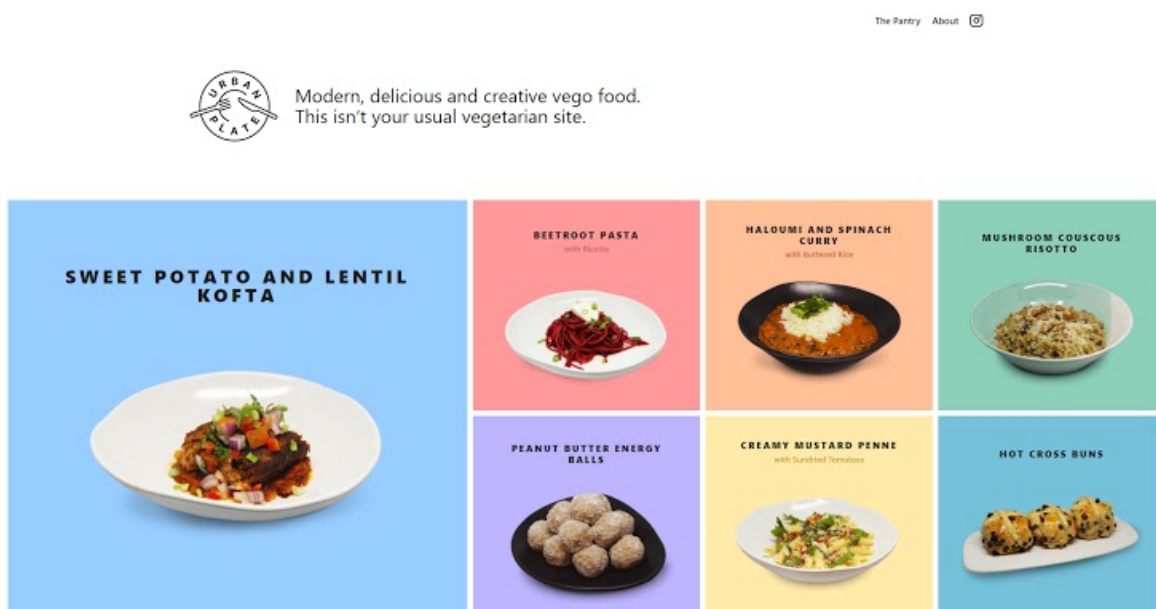 The Pantry About
URBAN
PLATE
Modern, delicious and creative vego food.
This isn't your usual vegetarian site.
SWEET POTATO AND LENTIL
KOFTA
BEETROOT PASTA
with Ricotta
HALOUMI AND SPINACH
CURRY
with Buttered Rice
MUSHROOM COUSCOUS
RISOTTO
PEANUT BUTTER ENERGY
BALLS
CREAMY MUSTARD PENNE
with Sundried Tomatoes
HOT CROSS BUNS